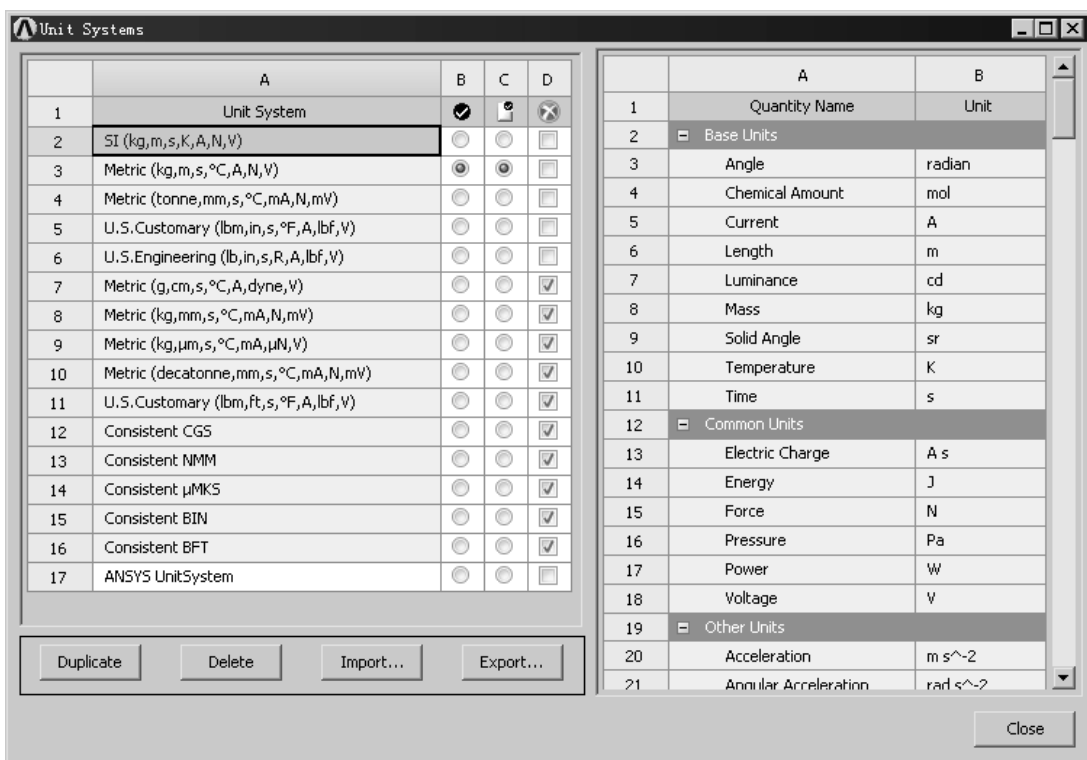 Unit Systems
A B C D
1 Unit System
2 SI (kg,m,s,K,A,N,V)
3 Metric (kg,m,s,°C,A,N,V)
4 Metric (tonne,mm,s,°C,mA,N,mV)
5 U.S.Customary (lbm,in,s,°F,A,lbf,V)
6 U.S.Engineering (lb,in,s,R,A,lbf,V)
7 Metric (g,cm,s,°C,A,dyne,V)
8 Metric (kg,mm,s,°C,mA,N,mV)
9 Metric (kg,µm,s,°C,mA,µN,V)
10 Metric (decatonne,mm,s,°C,mA,N,mV)
11 U.S.Customary (lbm,ft,s,°F,A,lbf,V)
12 Consistent CGS
13 Consistent NMM
14 Consistent µMKS
15 Consistent BIN
16 Consistent BFT
17 ANSYS UnitSystem
Duplicate Delete Import... Export...
A B
1 Quantity Name Unit
2 Base Units
3 Angle radian
4 Chemical Amount mol
5 Current A
6 Length m
7 Luminance cd
8 Mass kg
9 Solid Angle sr
10 Temperature K
11 Time s
12 Common Units
13 Electric Charge A s
14 Energy J
15 Force N
16 Pressure Pa
17 Power W
18 Voltage V
19 Other Units
20 Acceleration m s^-2
21 Angular Acceleration rad s^-2
Close